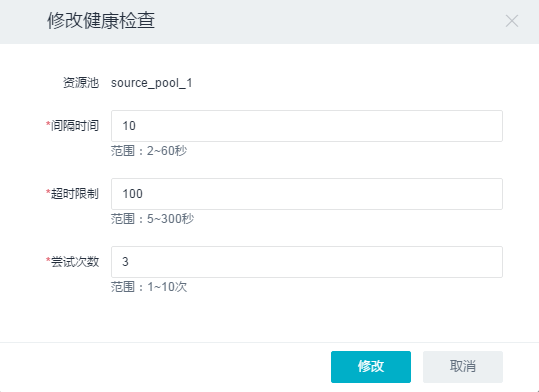 修改健康检查
资源池 source_pool_1
*间隔时间 10
范围：2~60秒
*超时限制 100
范围：5~300秒
*尝试次数 3
范围：1~10次
修改 取消